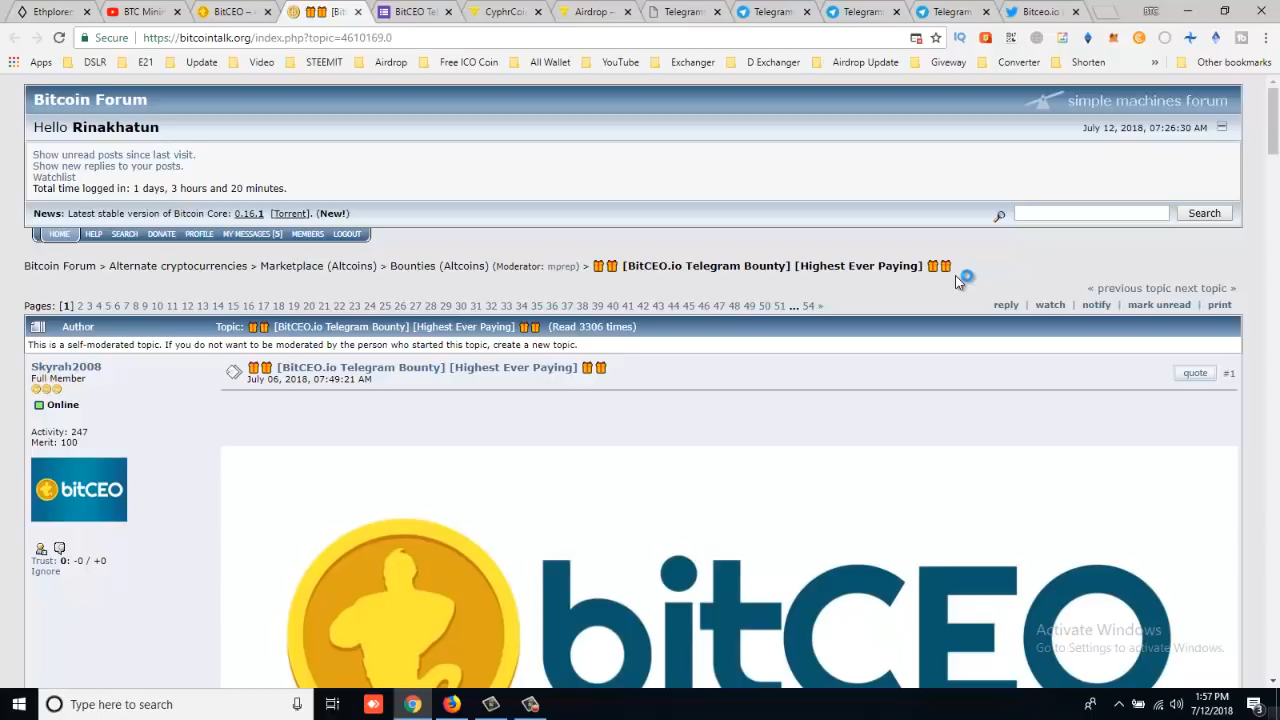 Ethplorer
BTC Mini
BitCEO –
[Bit
BitCEO Te
CyphrCoi
Airdrop –
Telegram
Telegram
Telegram
Telegram
Bitceo.io
Secure
https://bitcointalk.org/index.php?topic=4610169.0
Apps DSLR E21 Update Video STEEMIT Airdrop Free ICO Coin All Wallet YouTube Exchanger D Exchanger Airdrop Update Giveway Converter Shorten » Other bookmarks
Bitcoin Forum
simple machines forum
Hello Rinakhatun
July 12, 2018, 07:26:30 AM
Show unread posts since last visit.
Show new replies to your posts.
Watchlist
Total time logged in: 1 days, 3 hours and 20 minutes.
News: Latest stable version of Bitcoin Core: 0.16.1 [Torrent]. (New!)
Search
HOME HELP SEARCH DONATE PROFILE MY MESSAGES [5] MEMBERS LOGOUT
Bitcoin Forum > Alternate cryptocurrencies > Marketplace (Altcoins) > Bounties (Altcoins) (Moderator: mprep) > [BitCEO.io Telegram Bounty] [Highest Ever Paying]
« previous topic next topic »
Pages: [1] 2 3 4 5 6 7 8 9 10 11 12 13 14 15 16 17 18 19 20 21 22 23 24 25 26 27 28 29 30 31 32 33 34 35 36 37 38 39 40 41 42 43 44 45 46 47 48 49 50 51 ... 54 »
reply watch notify mark unread print
Author
Topic: [BitCEO.io Telegram Bounty] [Highest Ever Paying] (Read 3306 times)
This is a self-moderated topic. If you do not want to be moderated by the person who started this topic, create a new topic.
Skyrah2008
Full Member
Online
Activity: 247
Merit: 100
bitCEO
Trust: 0: -0 / +0
Ignore
[BitCEO.io Telegram Bounty] [Highest Ever Paying]
July 06, 2018, 07:49:21 AM
quote
#1
bitCEO
Activate Windows
Go to Settings to activate Windows.
Type here to search
1:57 PM
7/12/2018
3